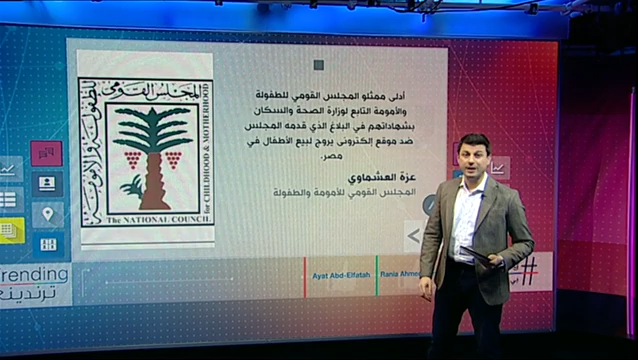 أدلى ممثلو المجلس القومي للطفولة
والأمومة التابع لوزارة الصحة والسكان
بشهاداتهم في البلاغ الذي قدمه المجلس
ضد موقع إلكتروني يروج لبيع الأطفال في
مصر.
عزة العشماوي
المجلس القومي للأمومة والطفولة
المجلس القومى
للطفولة والأمومة
for CHILDHOOD & MOTHERHOOD
The NATIONAL COUNCIL
Ayat Abd-Elfatah
Rania Ahme
rending
ترندينغ
#